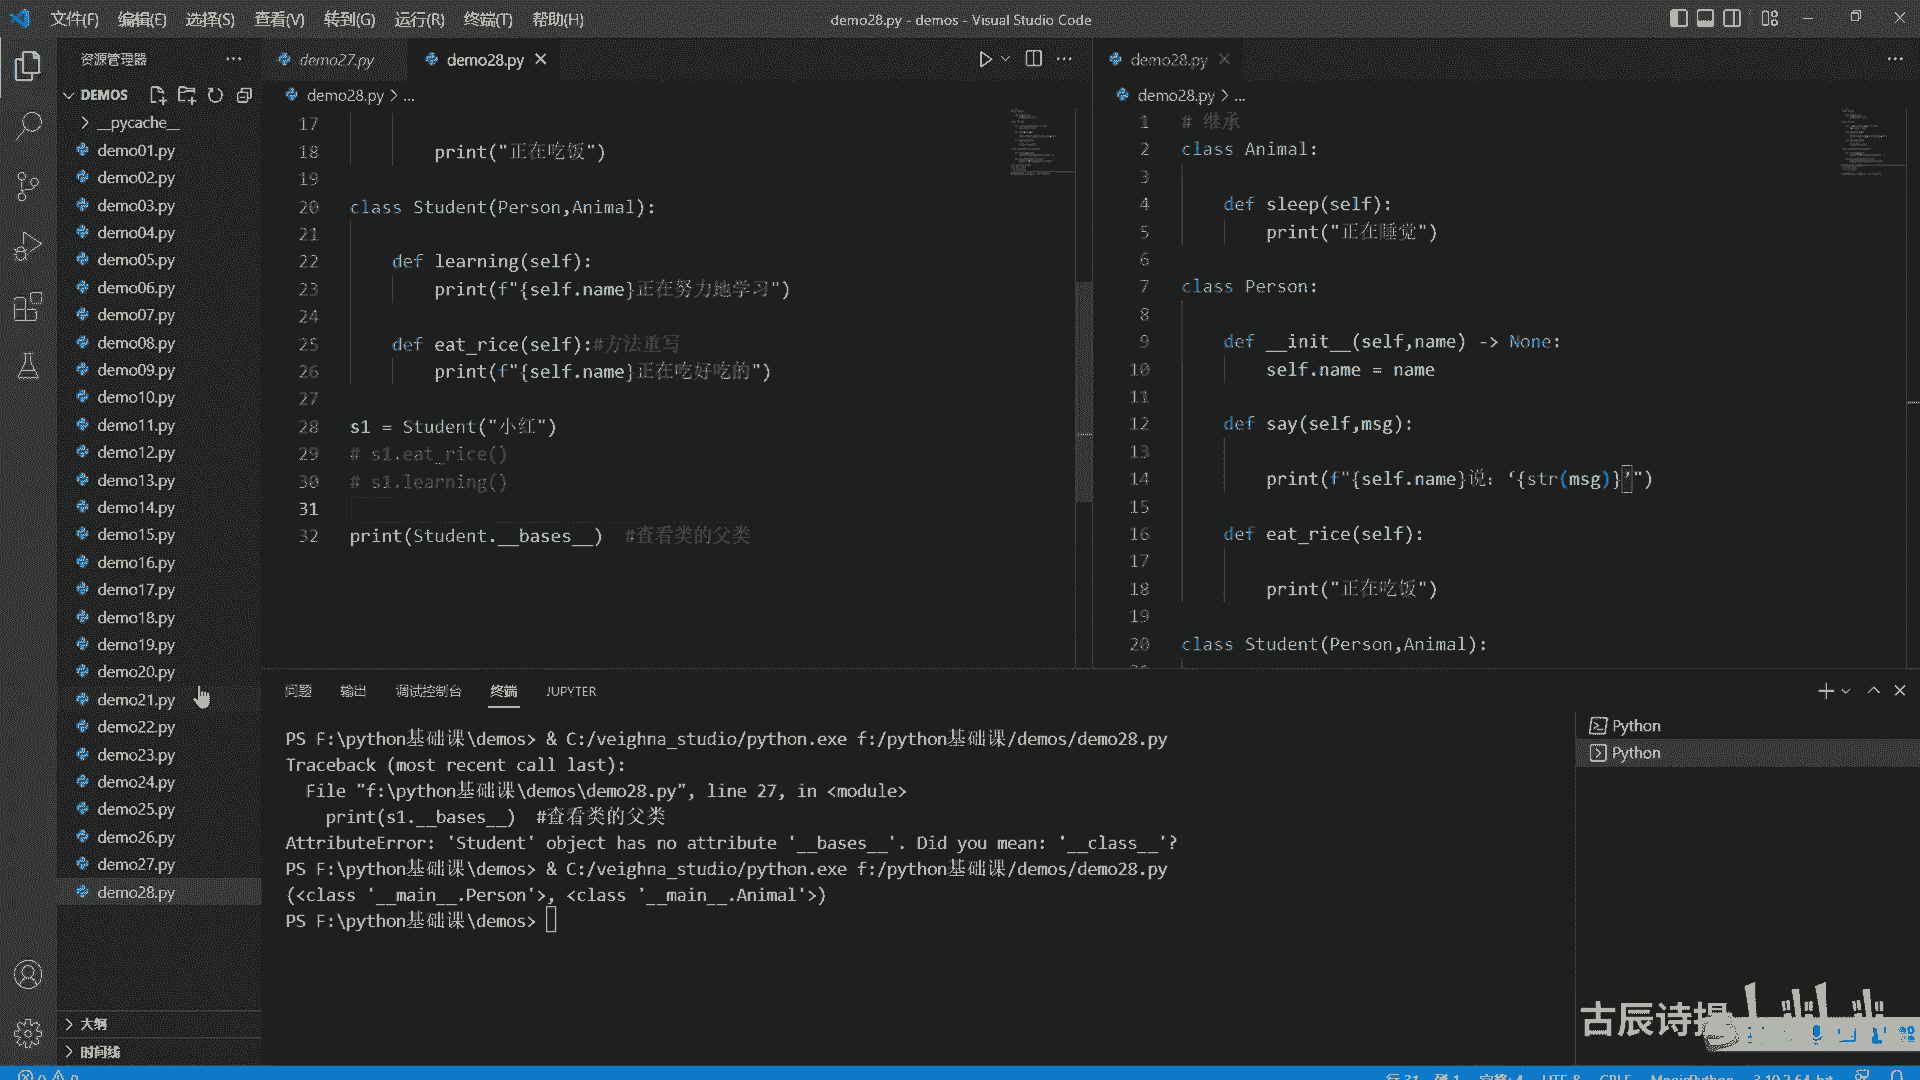 文件(F) 编辑(E) 选择(S) 查看(V) 转到(G) 运行(R) 终端(T) 帮助(H)
demo28.py - demos - Visual Studio Code
资源管理器
DEMOS
__pycache__
demo01.py
demo02.py
demo03.py
demo04.py
demo05.py
demo06.py
demo07.py
demo08.py
demo09.py
demo10.py
demo11.py
demo12.py
demo13.py
demo14.py
demo15.py
demo16.py
demo17.py
demo18.py
demo19.py
demo20.py
demo21.py
demo22.py
demo23.py
demo24.py
demo25.py
demo26.py
demo27.py
demo28.py
大纲
时间线
demo27.py demo28.py
demo28.py > ...
17
18 print("正在吃饭")
19
20 class Student(Person,Animal):
21
22 def learning(self):
23 print(f"{self.name}正在努力地学习")
24
25 def eat_rice(self):#方法重写
26 print(f"{self.name}正在吃好吃的")
27
28 s1 = Student("小红")
29 # s1.eat_rice()
30 # s1.learning()
31
32 print(Student.__bases__) #查看类的父类
demo28.py
demo28.py > ...
1 # 继承
2 class Animal:
3
4 def sleep(self):
5 print("正在睡觉")
6
7 class Person:
8
9 def __init__(self,name) -> None:
10 self.name = name
11
12 def say(self,msg):
13
14 print(f"{self.name}说：‘{str(msg)}’")
15
16 def eat_rice(self):
17
18 print("正在吃饭")
19
20 class Student(Person,Animal):
问题 输出 调试控制台 终端 JUPYTER
PS F:\python基础课\demos> & C:/veighna_studio/python.exe f:/python基础课/demos/demo28.py
Traceback (most recent call last):
File "f:\python基础课\demos\demo28.py", line 27, in <module>
print(s1.__bases__) #查看类的父类
AttributeError: 'Student' object has no attribute '__bases__'. Did you mean: '__class__'?
PS F:\python基础课\demos> & C:/veighna_studio/python.exe f:/python基础课/demos/demo28.py
(<class '__main__.Person'>, <class '__main__.Animal'>)
PS F:\python基础课\demos>
Python
Python
古辰诗